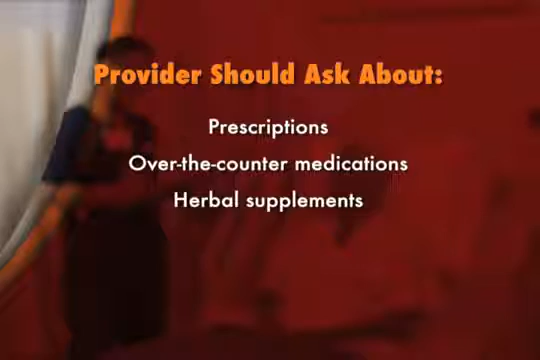 Provider Should Ask About:
Prescriptions
Over-the-counter medications
Herbal supplements